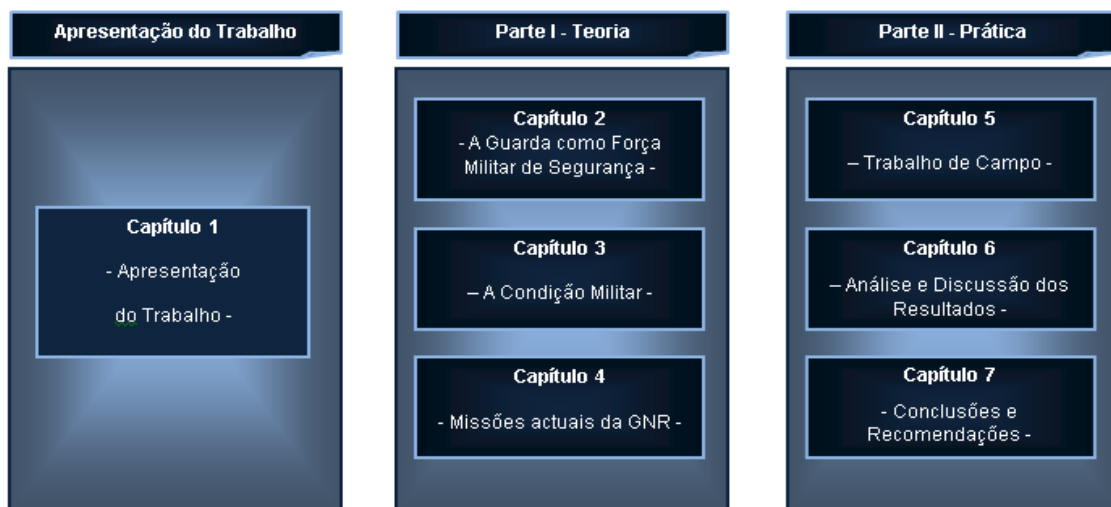 Apresentação do Trabalho
Capítulo 1
- Apresentação
do Trabalho -
Parte I - Teoria
Capítulo 2
- A Guarda como Força
Militar de Segurança -
Capítulo 3
– A Condição Militar -
Capítulo 4
- Missões actuais da GNR -
Parte II - Prática
Capítulo 5
– Trabalho de Campo -
Capítulo 6
– Análise e Discussão dos
Resultados -
Capítulo 7
- Conclusões e
Recomendações -